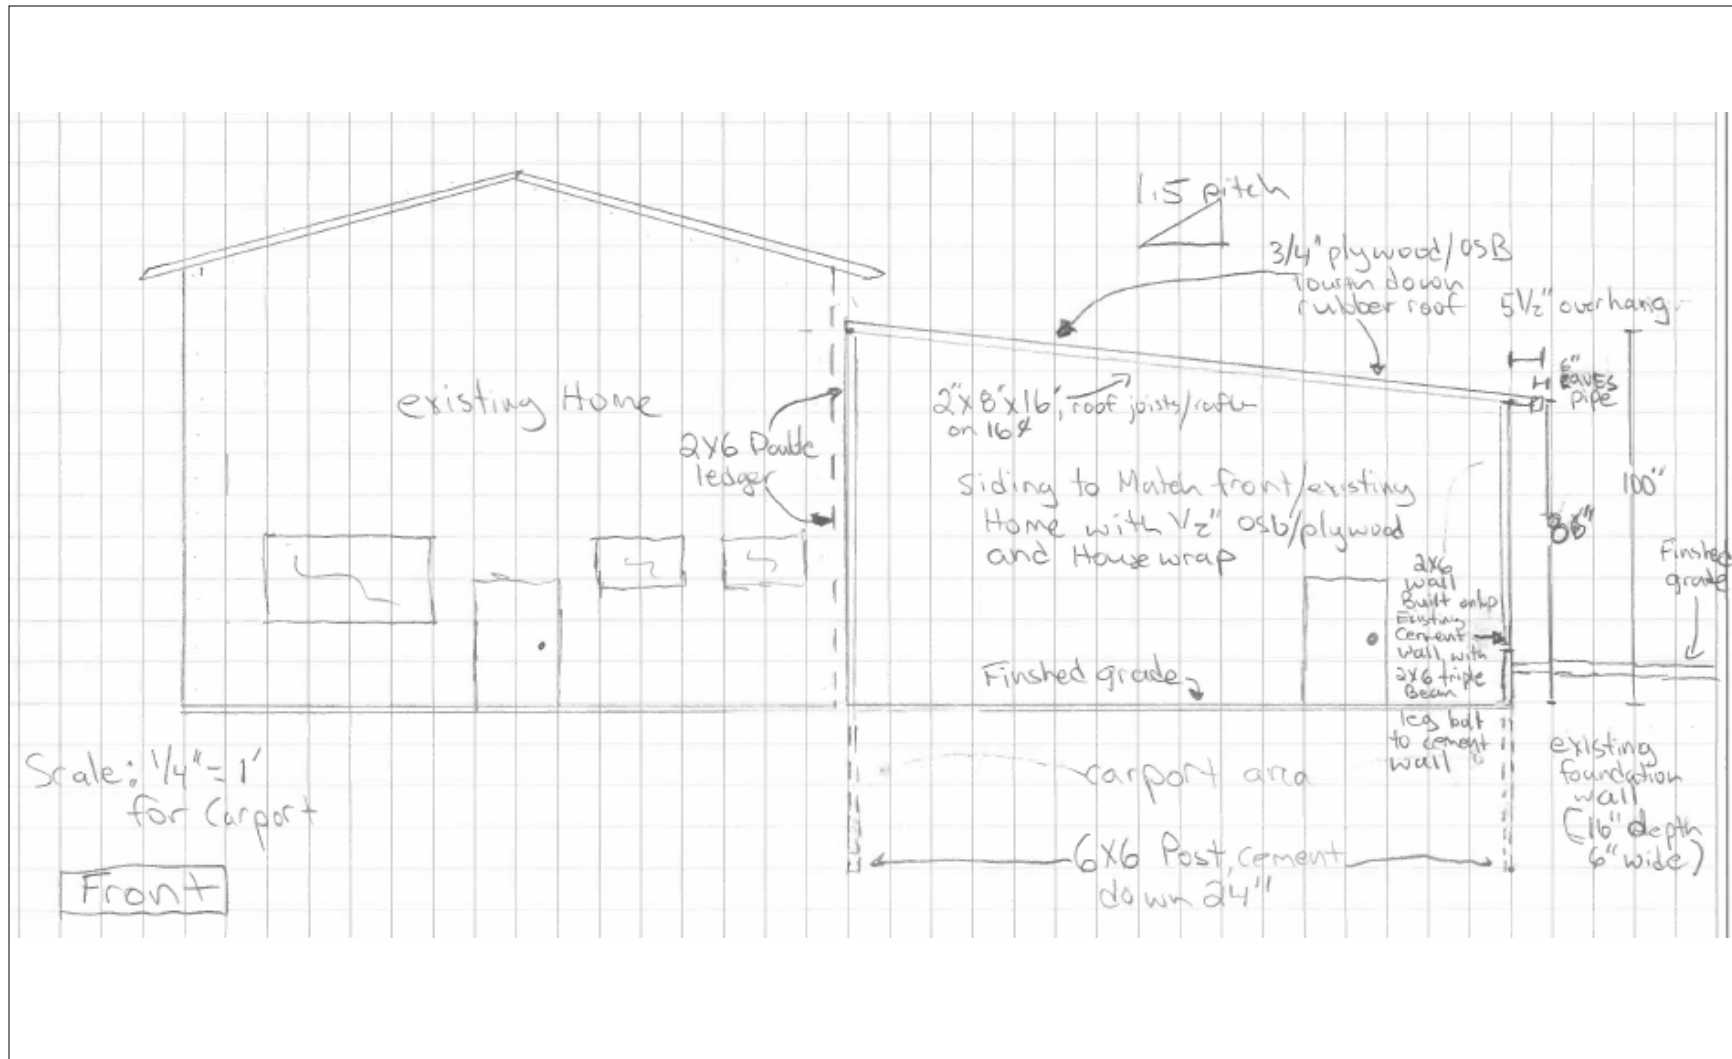 1.5 pitch
3/4" plywood/OSB
tourth down
rubber roof
5 1/2" overhang
6"
eaves
pipe
existing Home
2x6 Double
ledger
2"x8"x16', roof joists/rafter
on 16¢
Siding to Match front/existing
Home with 1/2" OSb/plywood
and House wrap
100"
86"
Finshed
grade
2x6
wall
Built onto
Existing
Cement
wall with
2x6 triple
Beam
leg bolt
to cement
wall
Finshed grade
Scale: 1/4" = 1'
for Carport
carport area
existing
foundation
wall
(16" depth
6" wide)
6x6 Post, cement
down 24"
Front